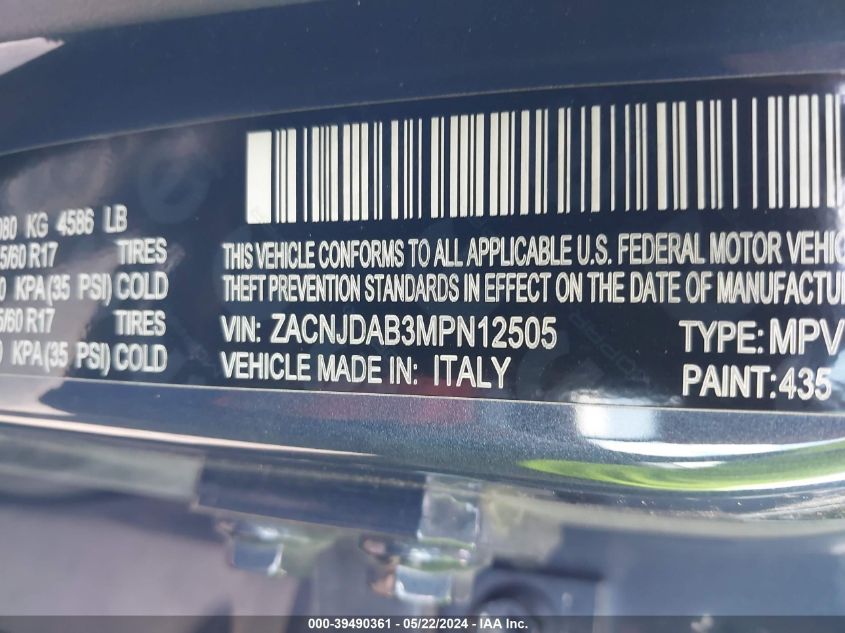 080 KG 4586 LB
5/60 R17 TIRES
0 KPA(35 PSI) COLD
5/60 R17 TIRES
0 KPA(35 PSI) COLD
THIS VEHICLE CONFORMS TO ALL APPLICABLE U.S. FEDERAL MOTOR VEHIC
THEFT PREVENTION STANDARDS IN EFFECT ON THE DATE OF MANUFACTU
VIN: ZACNJDAB3MPN12505 TYPE: MPV
VEHICLE MADE IN: ITALY PAINT: 435
000-39490361 - 05/22/2024 - IAA Inc.